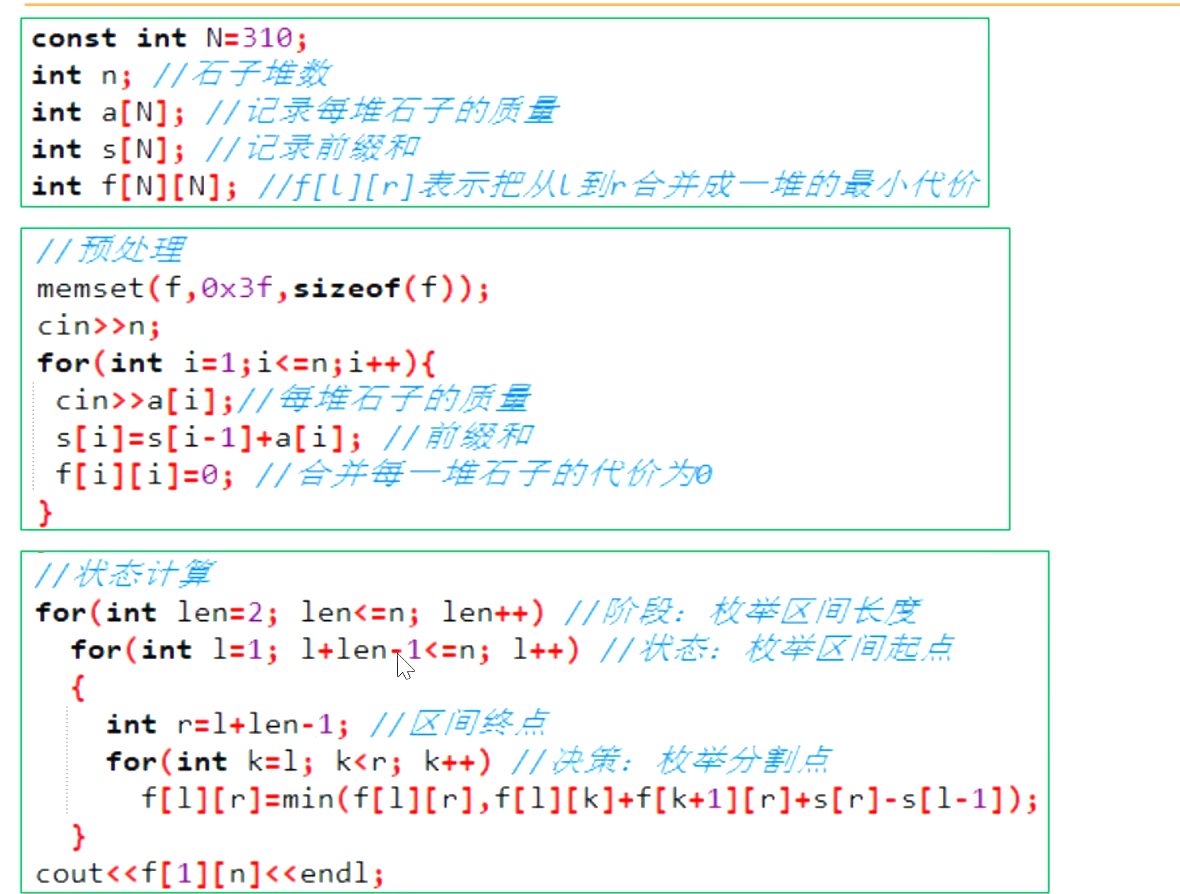 const int N=310;
int n; //石子堆数
int a[N]; //记录每堆石子的质量
int s[N]; //记录前缀和
int f[N][N]; //f[l][r]表示把从l到r合并成一堆的最小代价
//预处理
memset(f,0x3f,sizeof(f));
cin>>n;
for(int i=1;i<=n;i++){
cin>>a[i];//每堆石子的质量
s[i]=s[i-1]+a[i]; //前缀和
f[i][i]=0; //合并每一堆石子的代价为0
}
//状态计算
for(int len=2; len<=n; len++) //阶段：枚举区间长度
for(int l=1; l+len-1<=n; l++) //状态：枚举区间起点
{
int r=l+len-1; //区间终点
for(int k=l; k<r; k++) //决策：枚举分割点
f[l][r]=min(f[l][r],f[l][k]+f[k+1][r]+s[r]-s[l-1]);
}
cout<<f[1][n]<<endl;